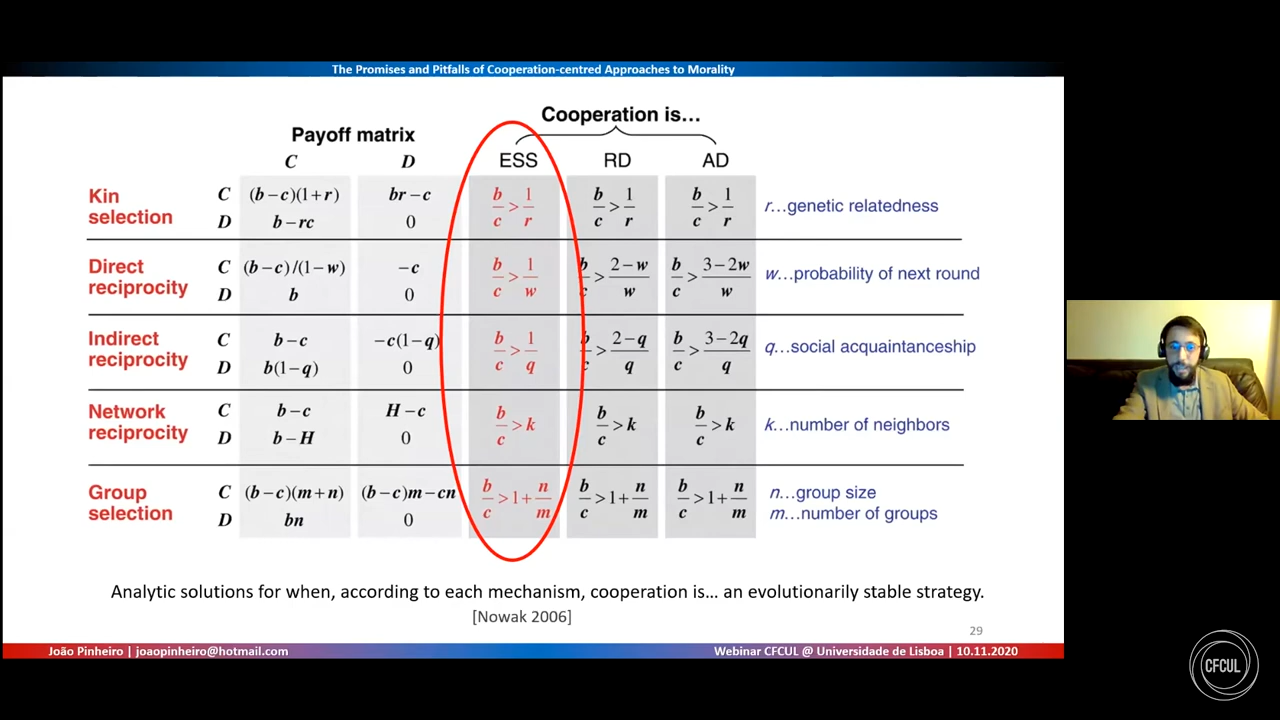 The Promises and Pitfalls of Cooperation-centred Approaches to Morality
Cooperation is…
Payoff matrix
C D ESS RD AD
Kin selection
C (b−c)(1+r) br−c b/c > 1/r b/c > 1/r b/c > 1/r r…genetic relatedness
D b−rc 0
Direct reciprocity
C (b−c)/(1−w) −c b/c > 1/w b/c > 2−w/w b/c > 3−2w/w w…probability of next round
D b 0
Indirect reciprocity
C b−c −c(1−q) b/c > 1/q b/c > 2−q/q b/c > 3−2q/q q…social acquaintanceship
D b(1−q) 0
Network reciprocity
C b−c H−c b/c > k b/c > k b/c > k k…number of neighbors
D b−H 0
Group selection
C (b−c)(m+n) (b−c)m−cn b/c > 1+n/m b/c > 1+n/m b/c > 1+n/m n…group size
D bn 0 m…number of groups
Analytic solutions for when, according to each mechanism, cooperation is… an evolutionarily stable strategy.
[Nowak 2006]
29
João Pinheiro | joaopinheiro@hotmail.com
Webinar CFCUL @ Universidade de Lisboa | 10.11.2020
CFCUL